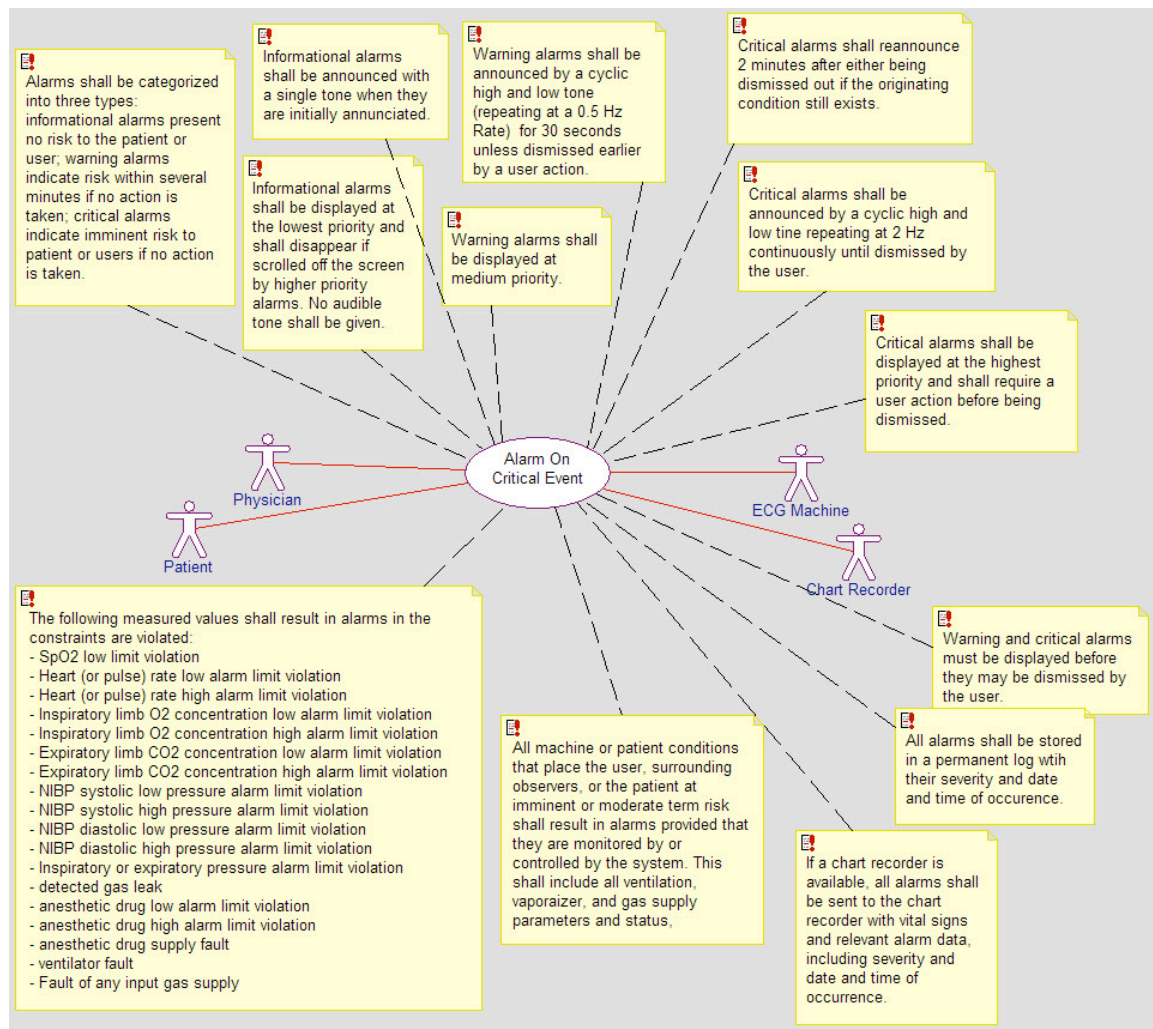 Alarms shall be categorized
into three types:
informational alarms present
no risk to the patient or
user; warning alarms
indicate risk within several
minutes if no action is
taken; critical alarms
indicate imminent risk to
patient or users if no action
is taken.
Informational alarms
shall be announced with
a single tone when they
are initially annunciated.
Warning alarms shall be
announced by a cyclic
high and low tone
(repeating at a 0.5 Hz
Rate) for 30 seconds
unless dismissed earlier
by a user action.
Critical alarms shall reannounce
2 minutes after either being
dismissed out if the originating
condition still exists.
Informational alarms
shall be displayed at
the lowest priority and
shall disappear if
scrolled off the screen
by higher priority
alarms. No audible
tone shall be given.
Warning alarms shall
be displayed at
medium priority.
Critical alarms shall be
announced by a cyclic high and
low tine repeating at 2 Hz
continuously until dismissed by
the user.
Critical alarms shall be
displayed at the highest
priority and shall require a
user action before being
dismissed.
Alarm On
Critical Event
Physician
Patient
ECG Machine
Chart Recorder
The following measured values shall result in alarms in the
constraints are violated:
- SpO2 low limit violation
- Heart (or pulse) rate low alarm limit violation
- Heart (or pulse) rate high alarm limit violation
- Inspiratory limb O2 concentration low alarm limit violation
- Inspiratory limb O2 concentration high alarm limit violation
- Expiratory limb CO2 concentration low alarm limit violation
- Expiratory limb CO2 concentration high alarm limit violation
- NIBP systolic low pressure alarm limit violation
- NIBP systolic high pressure alarm limit violation
- NIBP diastolic low pressure alarm limit violation
- NIBP diastolic high pressure alarm limit violation
- Inspiratory or expiratory pressure alarm limit violation
- detected gas leak
- anesthetic drug low alarm limit violation
- anesthetic drug high alarm limit violation
- anesthetic drug supply fault
- ventilator fault
- Fault of any input gas supply
All machine or patient conditions
that place the user, surrounding
observers, or the patient at
imminent or moderate term risk
shall result in alarms provided that
they are monitored by or
controlled by the system. This
shall include all ventilation,
vaporaizer, and gas supply
parameters and status,
Warning and critical alarms
must be displayed before
they may be dismissed by
the user.
All alarms shall be stored
in a permanent log wtih
their severity and date
and time of occurence.
If a chart recorder is
available, all alarms shall
be sent to the chart
recorder with vital signs
and relevant alarm data,
including severity and
date and time of
occurrence.